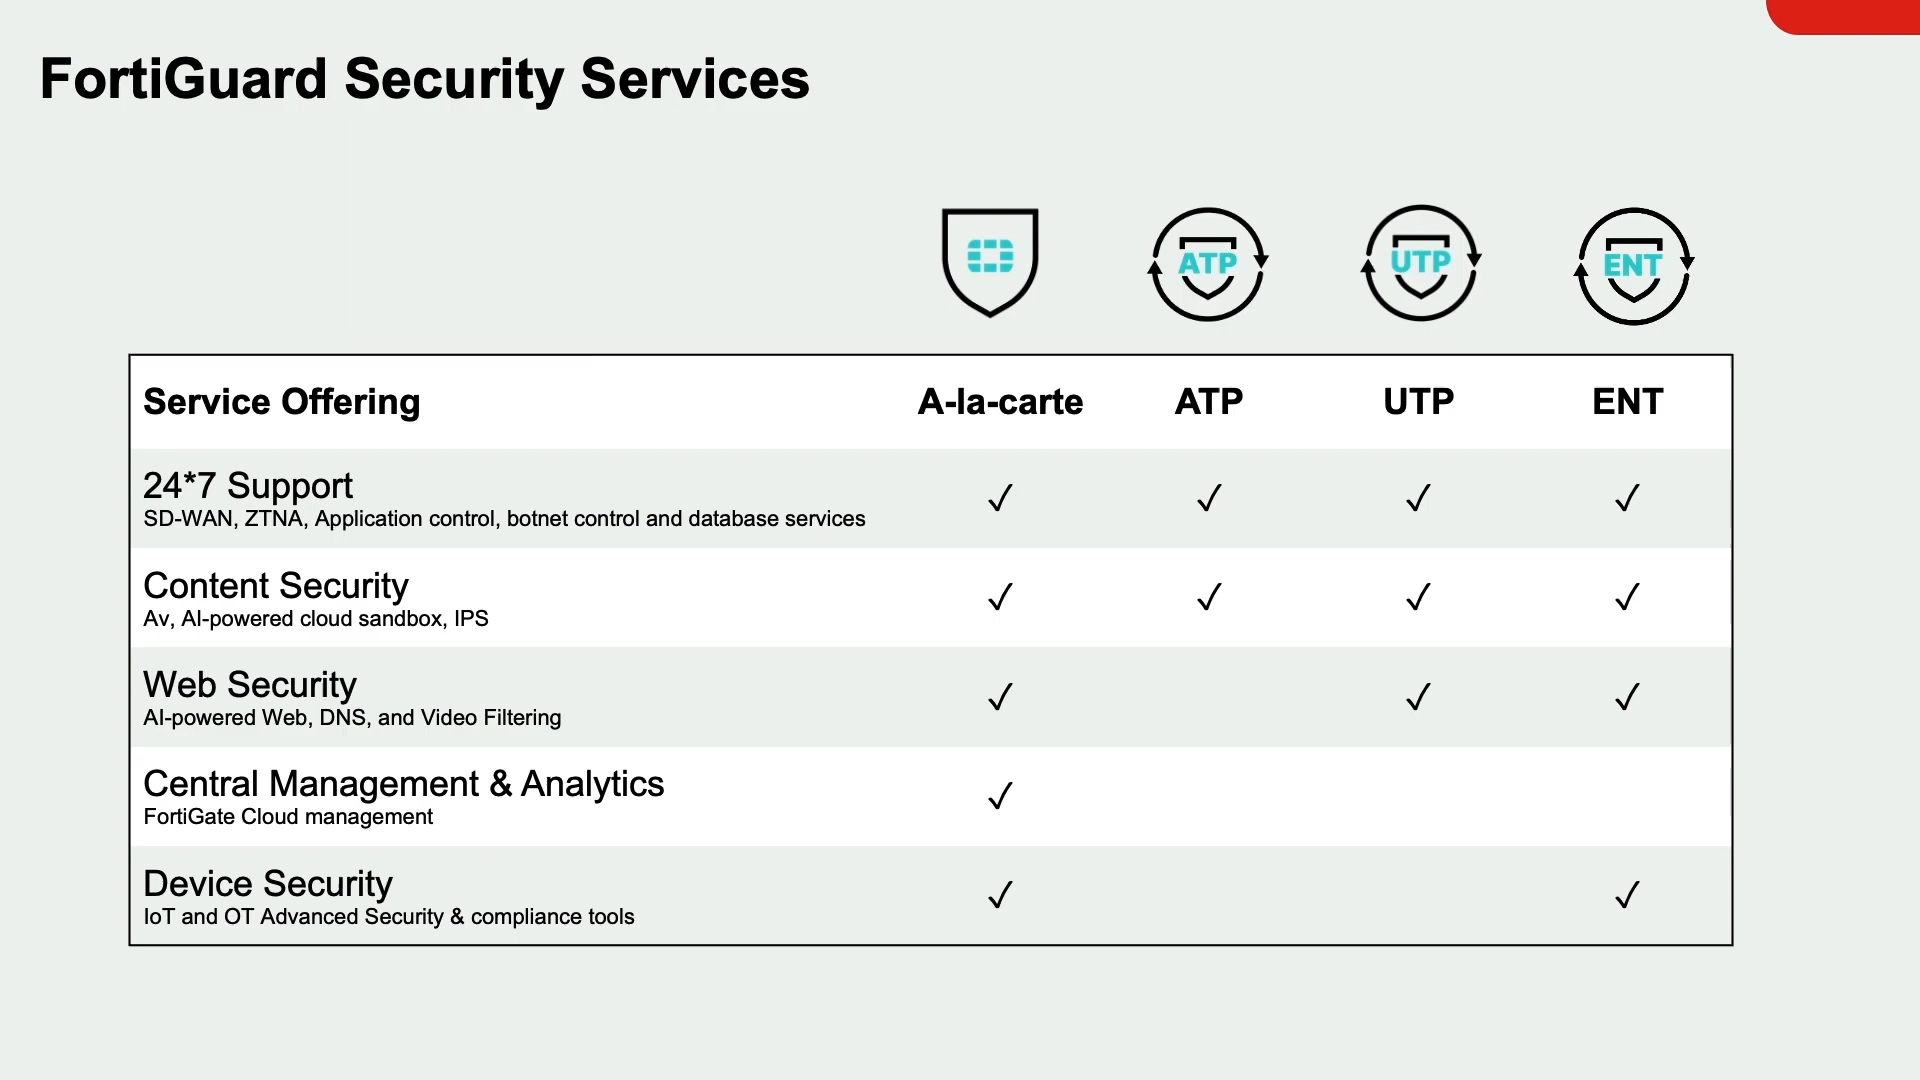 FortiGuard Security Services
ATP
UTP
ENT
Service Offering A-la-carte ATP UTP ENT
24*7 Support ✓ ✓ ✓ ✓
SD-WAN, ZTNA, Application control, botnet control and database services
Content Security ✓ ✓ ✓ ✓
Av, AI-powered cloud sandbox, IPS
Web Security ✓ ✓ ✓
AI-powered Web, DNS, and Video Filtering
Central Management & Analytics ✓
FortiGate Cloud management
Device Security ✓ ✓
IoT and OT Advanced Security & compliance tools